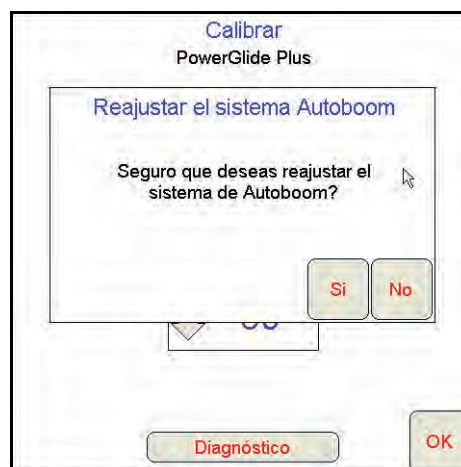 Calibrar
PowerGlide Plus
Reajustar el sistema Autoboom
Seguro que deseas reajustar el
sistema de Autoboom?
Si
No
Diagnóstico
OK